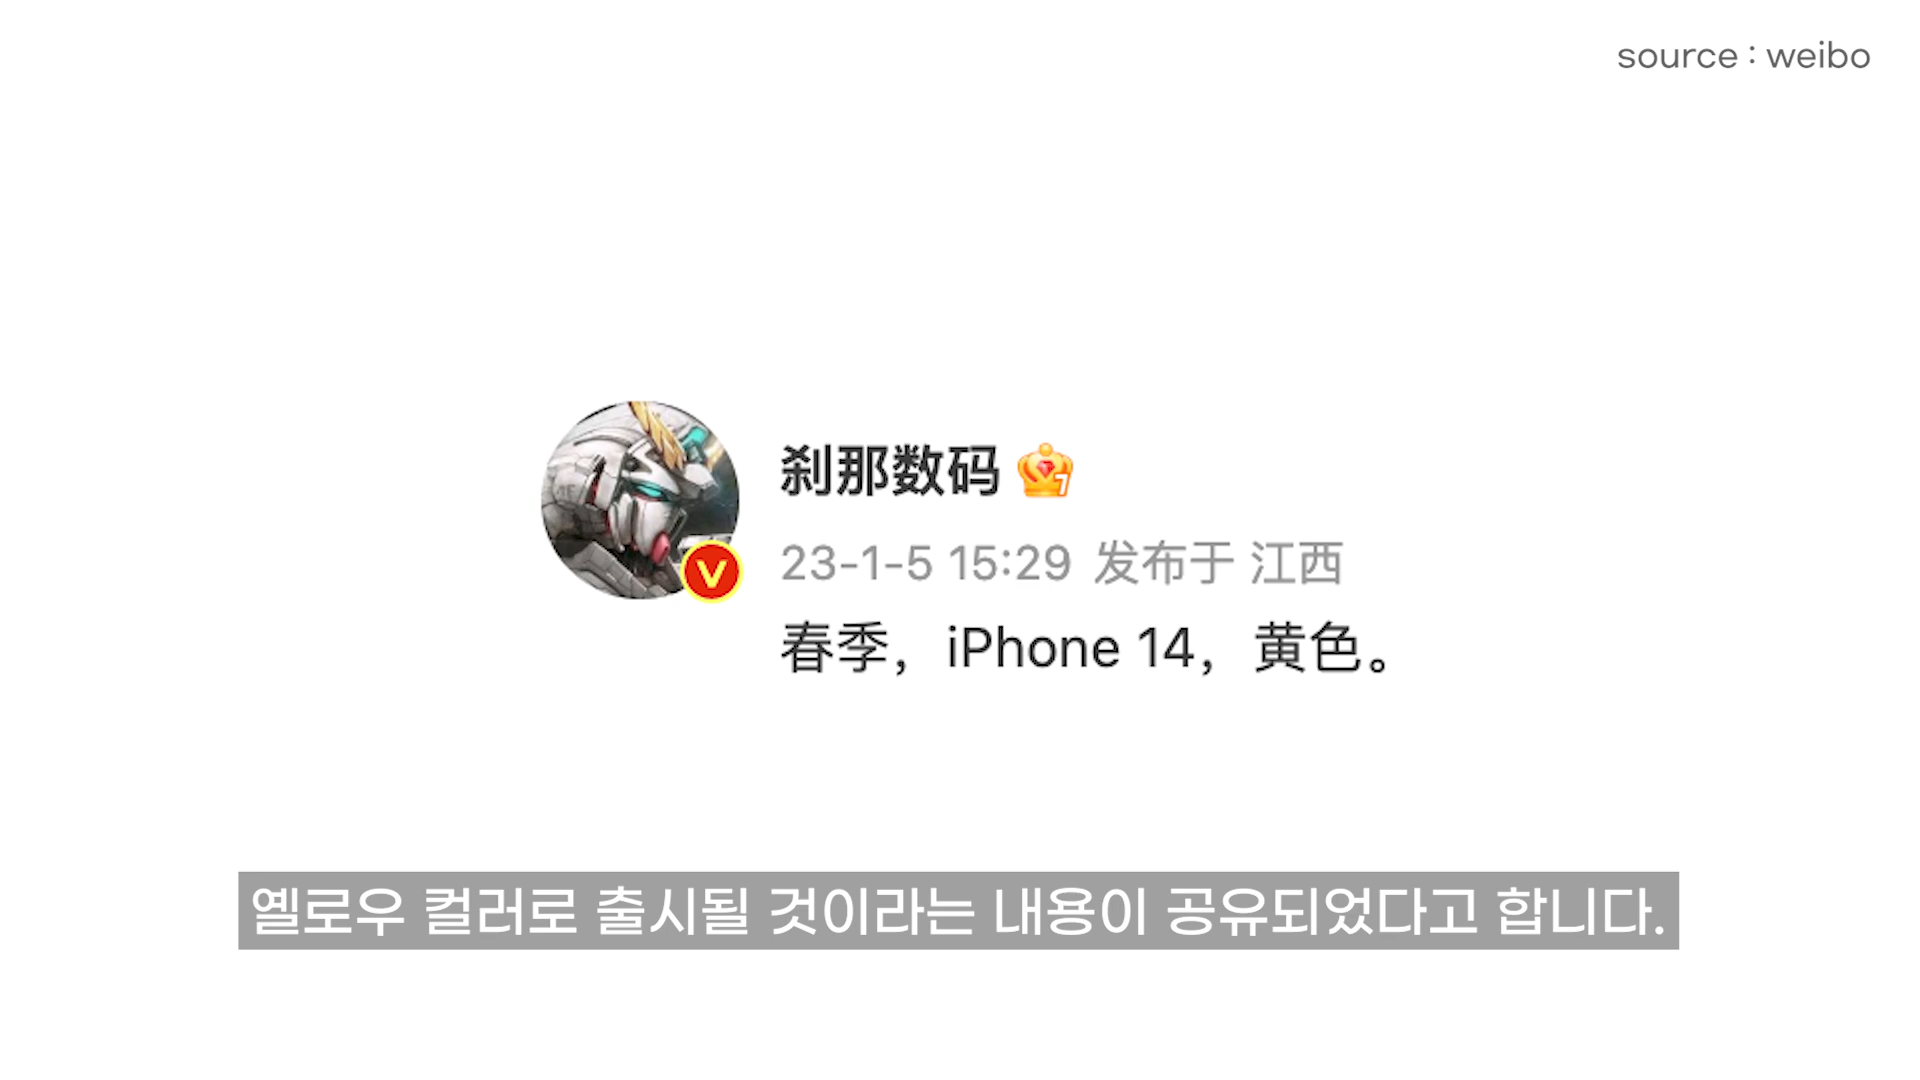 source : weibo
刹那数码
23-1-5 15:29 发布于 江西
春季，iPhone 14，黄色。
옐로우 컬러로 출시될 것이라는 내용이 공유되었다고 합니다.